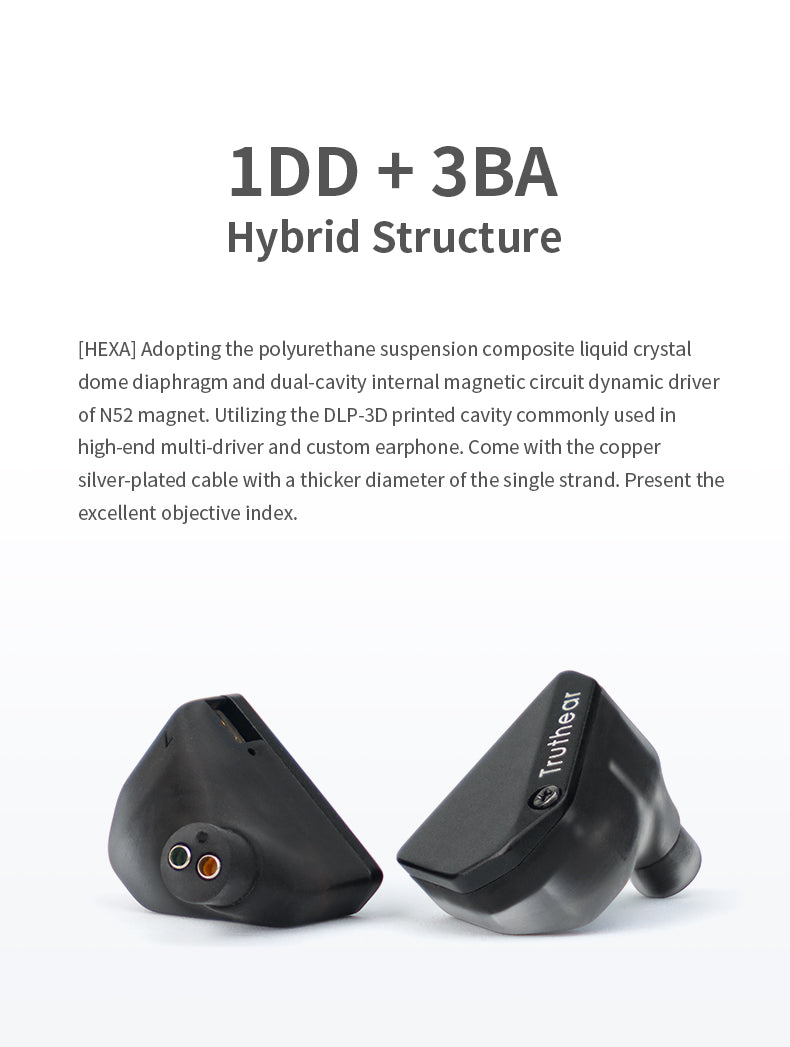 1DD + 3BA
Hybrid Structure
[HEXA] Adopting the polyurethane suspension composite liquid crystal
dome diaphragm and dual-cavity internal magnetic circuit dynamic driver
of N52 magnet. Utilizing the DLP-3D printed cavity commonly used in
high-end multi-driver and custom earphone. Come with the copper
silver-plated cable with a thicker diameter of the single strand. Present the
excellent objective index.
Truthear